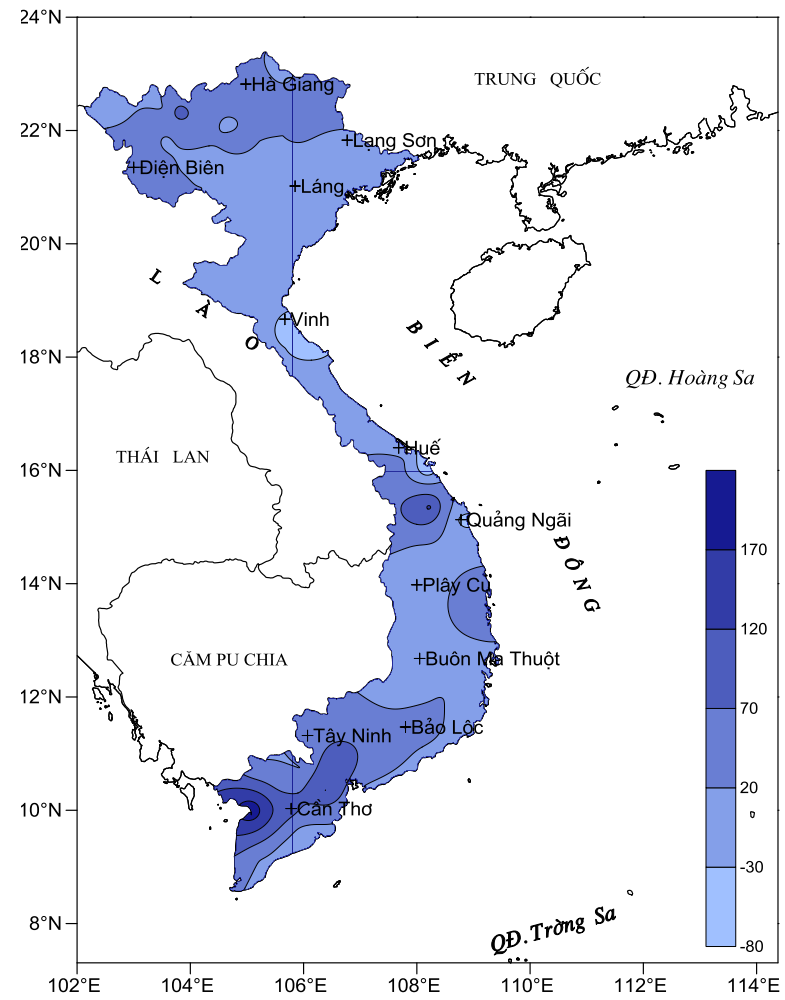 24°N
TRUNG QUỐC
Hà Giang
22°N
Lạng Sơn
Điện Biên
Láng
20°N
LÀO
Vinh
BIỂN
18°N
QĐ. Hoàng Sa
THÁI LAN
Huế
16°N
Quảng Ngãi
ĐÔNG
170
14°N
Plây Cu
120
CĂM PU CHIA
Buôn Ma Thuột
12°N
70
Bảo Lộc
Tây Ninh
20
10°N
Cần Thơ
-30
8°N
QĐ. Trờng Sa
-80
102°E 104°E 106°E 108°E 110°E 112°E 114°E